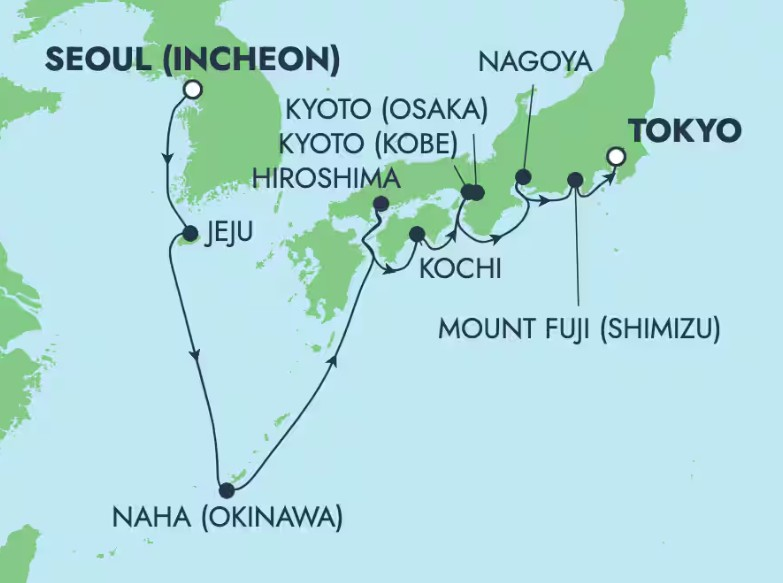 SEOUL (INCHEON)
NAGOYA
KYOTO (OSAKA)
TOKYO
KYOTO (KOBE)
HIROSHIMA
JEJU
KOCHI
MOUNT FUJI (SHIMIZU)
NAHA (OKINAWA)